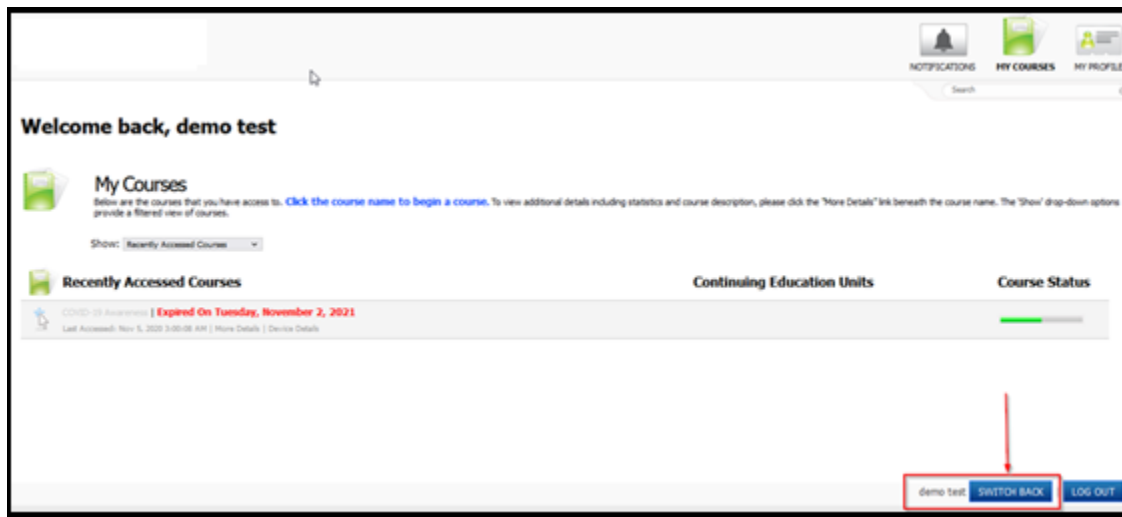 NOTIFICATIONS MY COURSES MY PROFILE
Search
Welcome back, demo test
My Courses
Below are the courses that you have access to. Click the course name to begin a course. To view additional details including statistics and course description, please click the "More Details" link beneath the course name. The 'Show' drop-down options
provide a filtered view of courses.
Show: Recently Accessed Courses
Recently Accessed Courses Continuing Education Units Course Status
COVID-19 Awareness | Expired On Tuesday, November 2, 2021
Last Accessed: Nov 5, 2020 3:00:08 AM | More Details | Device Details
demo test SWITCH BACK LOG OUT